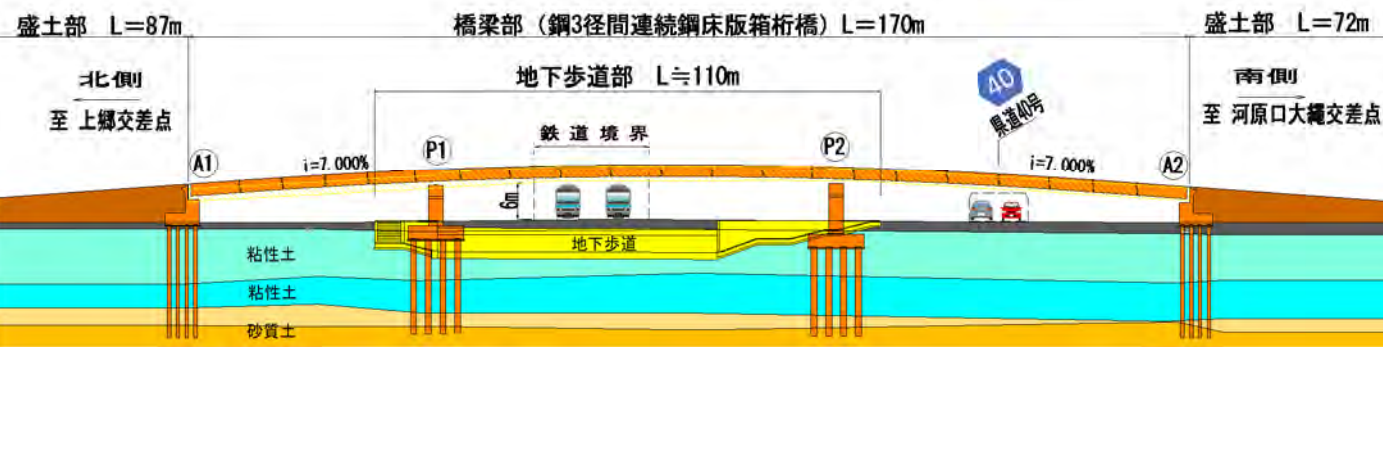 盛土部 L=87m
橋梁部（鋼3径間連続鋼床版箱桁橋）L=170m
盛土部 L=72m
北側
至 上郷交差点
地下歩道部 L≒110m
40
県道40号
南側
至 河原口大縄交差点
鉄道境界
A1
i=7.000%
P1
P2
i=7.000%
A2
6m
地下歩道
粘性土
粘性土
砂質土